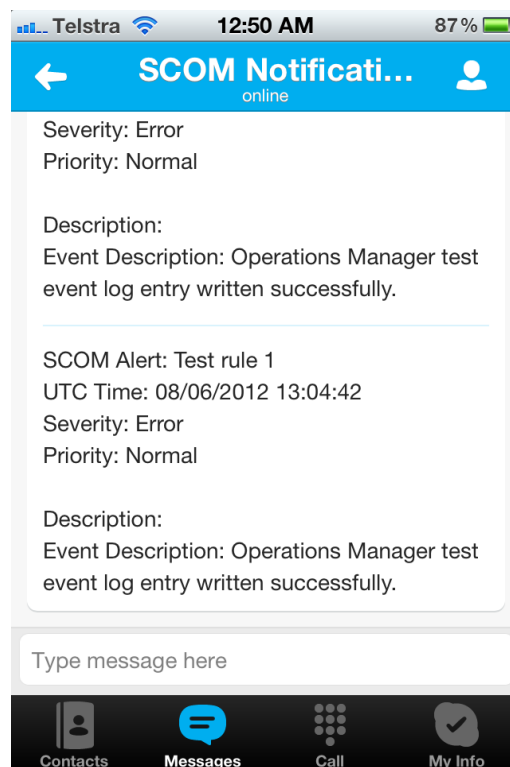 Telstra 12:50 AM 87%
SCOM Notificati...
online
Severity: Error
Priority: Normal
Description:
Event Description: Operations Manager test
event log entry written successfully.
SCOM Alert: Test rule 1
UTC Time: 08/06/2012 13:04:42
Severity: Error
Priority: Normal
Description:
Event Description: Operations Manager test
event log entry written successfully.
Type message here
Contacts Messages Call My Info